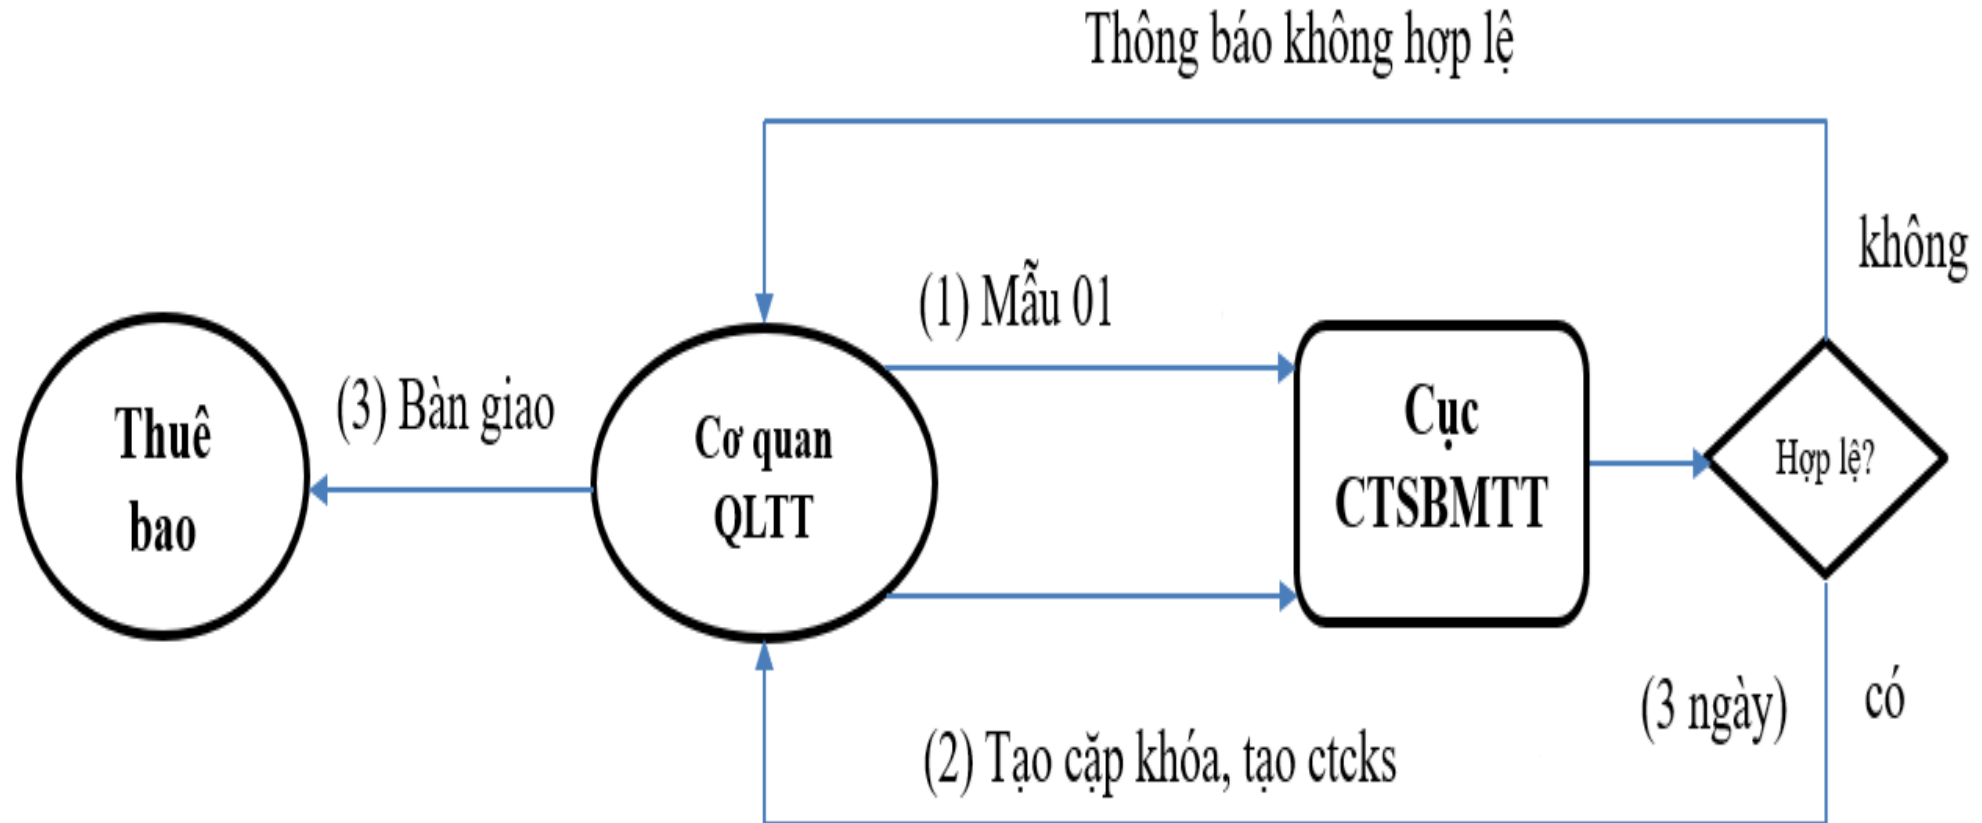 Thông báo không hợp lệ
không
(1) Mẫu 01
(3) Bàn giao
Thuê
bao
Cơ quan
QLTT
Cục
CTSBMTT
Hợp lệ?
(3 ngày)
có
(2) Tạo cặp khóa, tạo ctcks